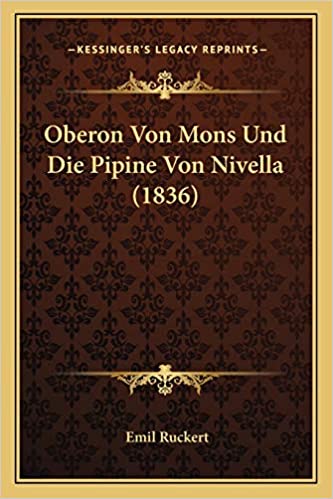 KESSINGER'S LEGACY REPRINTS
Oberon Von Mons Und
Die Pipine Von Nivella
(1836)
Emil Ruckert